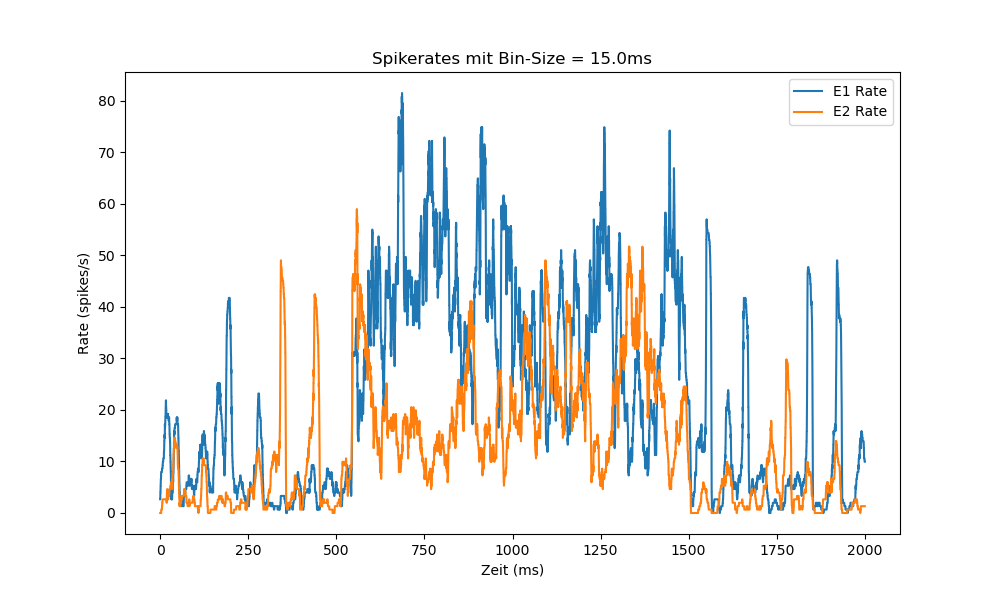 Spikerates mit Bin-Size = 15.0ms
E1 Rate
E2 Rate
80
70
60
50
40
30
20
10
0
Rate (spikes/s)
0 250 500 750 1000 1250 1500 1750 2000
Zeit (ms)